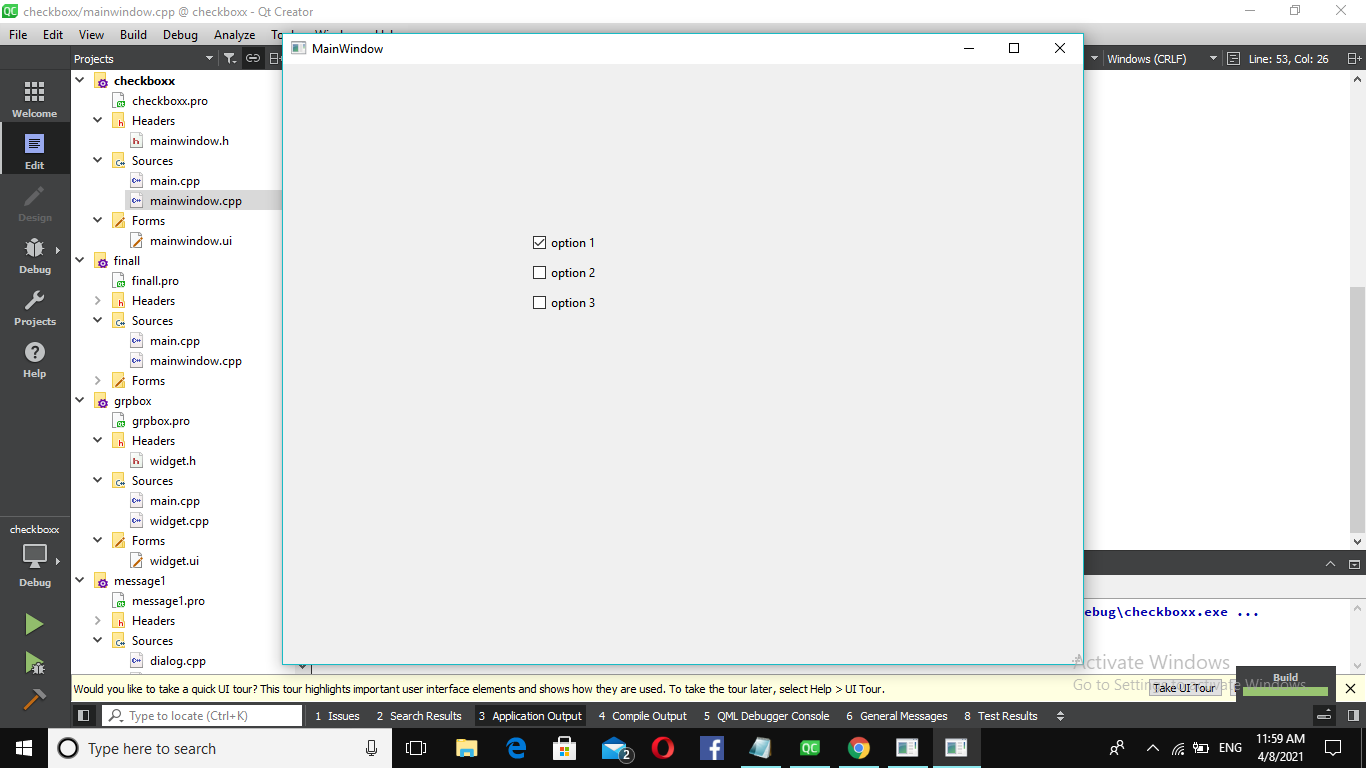 checkboxx/mainwindow.cpp @ checkboxx - Qt Creator
File Edit View Build Debug Analyze
MainWindow
Projects
Windows (CRLF)
Line: 53, Col: 26
Welcome
Edit
Design
Debug
Projects
Help
checkboxx
Debug
checkboxx
checkboxx.pro
Headers
mainwindow.h
Sources
main.cpp
mainwindow.cpp
Forms
mainwindow.ui
finall
finall.pro
Headers
Sources
main.cpp
mainwindow.cpp
Forms
grpbox
grpbox.pro
Headers
widget.h
Sources
main.cpp
widget.cpp
Forms
widget.ui
message1
message1.pro
Headers
Sources
dialog.cpp
option 1
option 2
option 3
ebug\checkboxx.exe ...
Activate Windows
Go to Settings to activate Windows.
Build
Would you like to take a quick UI tour? This tour highlights important user interface elements and shows how they are used. To take the tour later, select Help > UI Tour.
Take UI Tour
Type to locate (Ctrl+K)
1 Issues 2 Search Results 3 Application Output 4 Compile Output 5 QML Debugger Console 6 General Messages 8 Test Results
Type here to search
2
QC
ENG
11:59 AM
4/8/2021